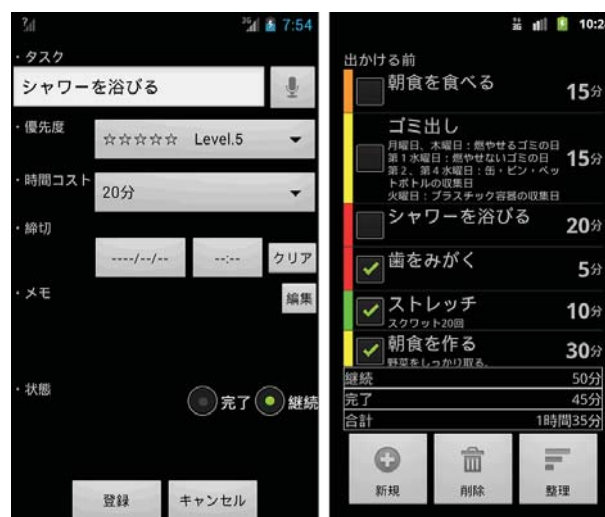 7:54
・タスク
シャワーを浴びる
・優先度
☆☆☆☆☆ Level.5
・時間コスト
20分
・締切
----/--/--
--:--
クリア
・メモ
編集
・状態
完了
継続
登録
キャンセル
10:2
出かける前
朝食を食べる
15分
ゴミ出し
月曜日、木曜日：燃やせるゴミの日
第１水曜日：燃やせないゴミの日
第２、第４水曜日：缶・ビン・ペッ
トボトルの収集日
火曜日：プラスチック容器の収集日
15分
シャワーを浴びる
20分
歯をみがく
5分
ストレッチ
スクワット20回
10分
朝食を作る
野菜をしっかり取る、
30分
継続 50分
完了 45分
合計 1時間35分
新規
削除
整理